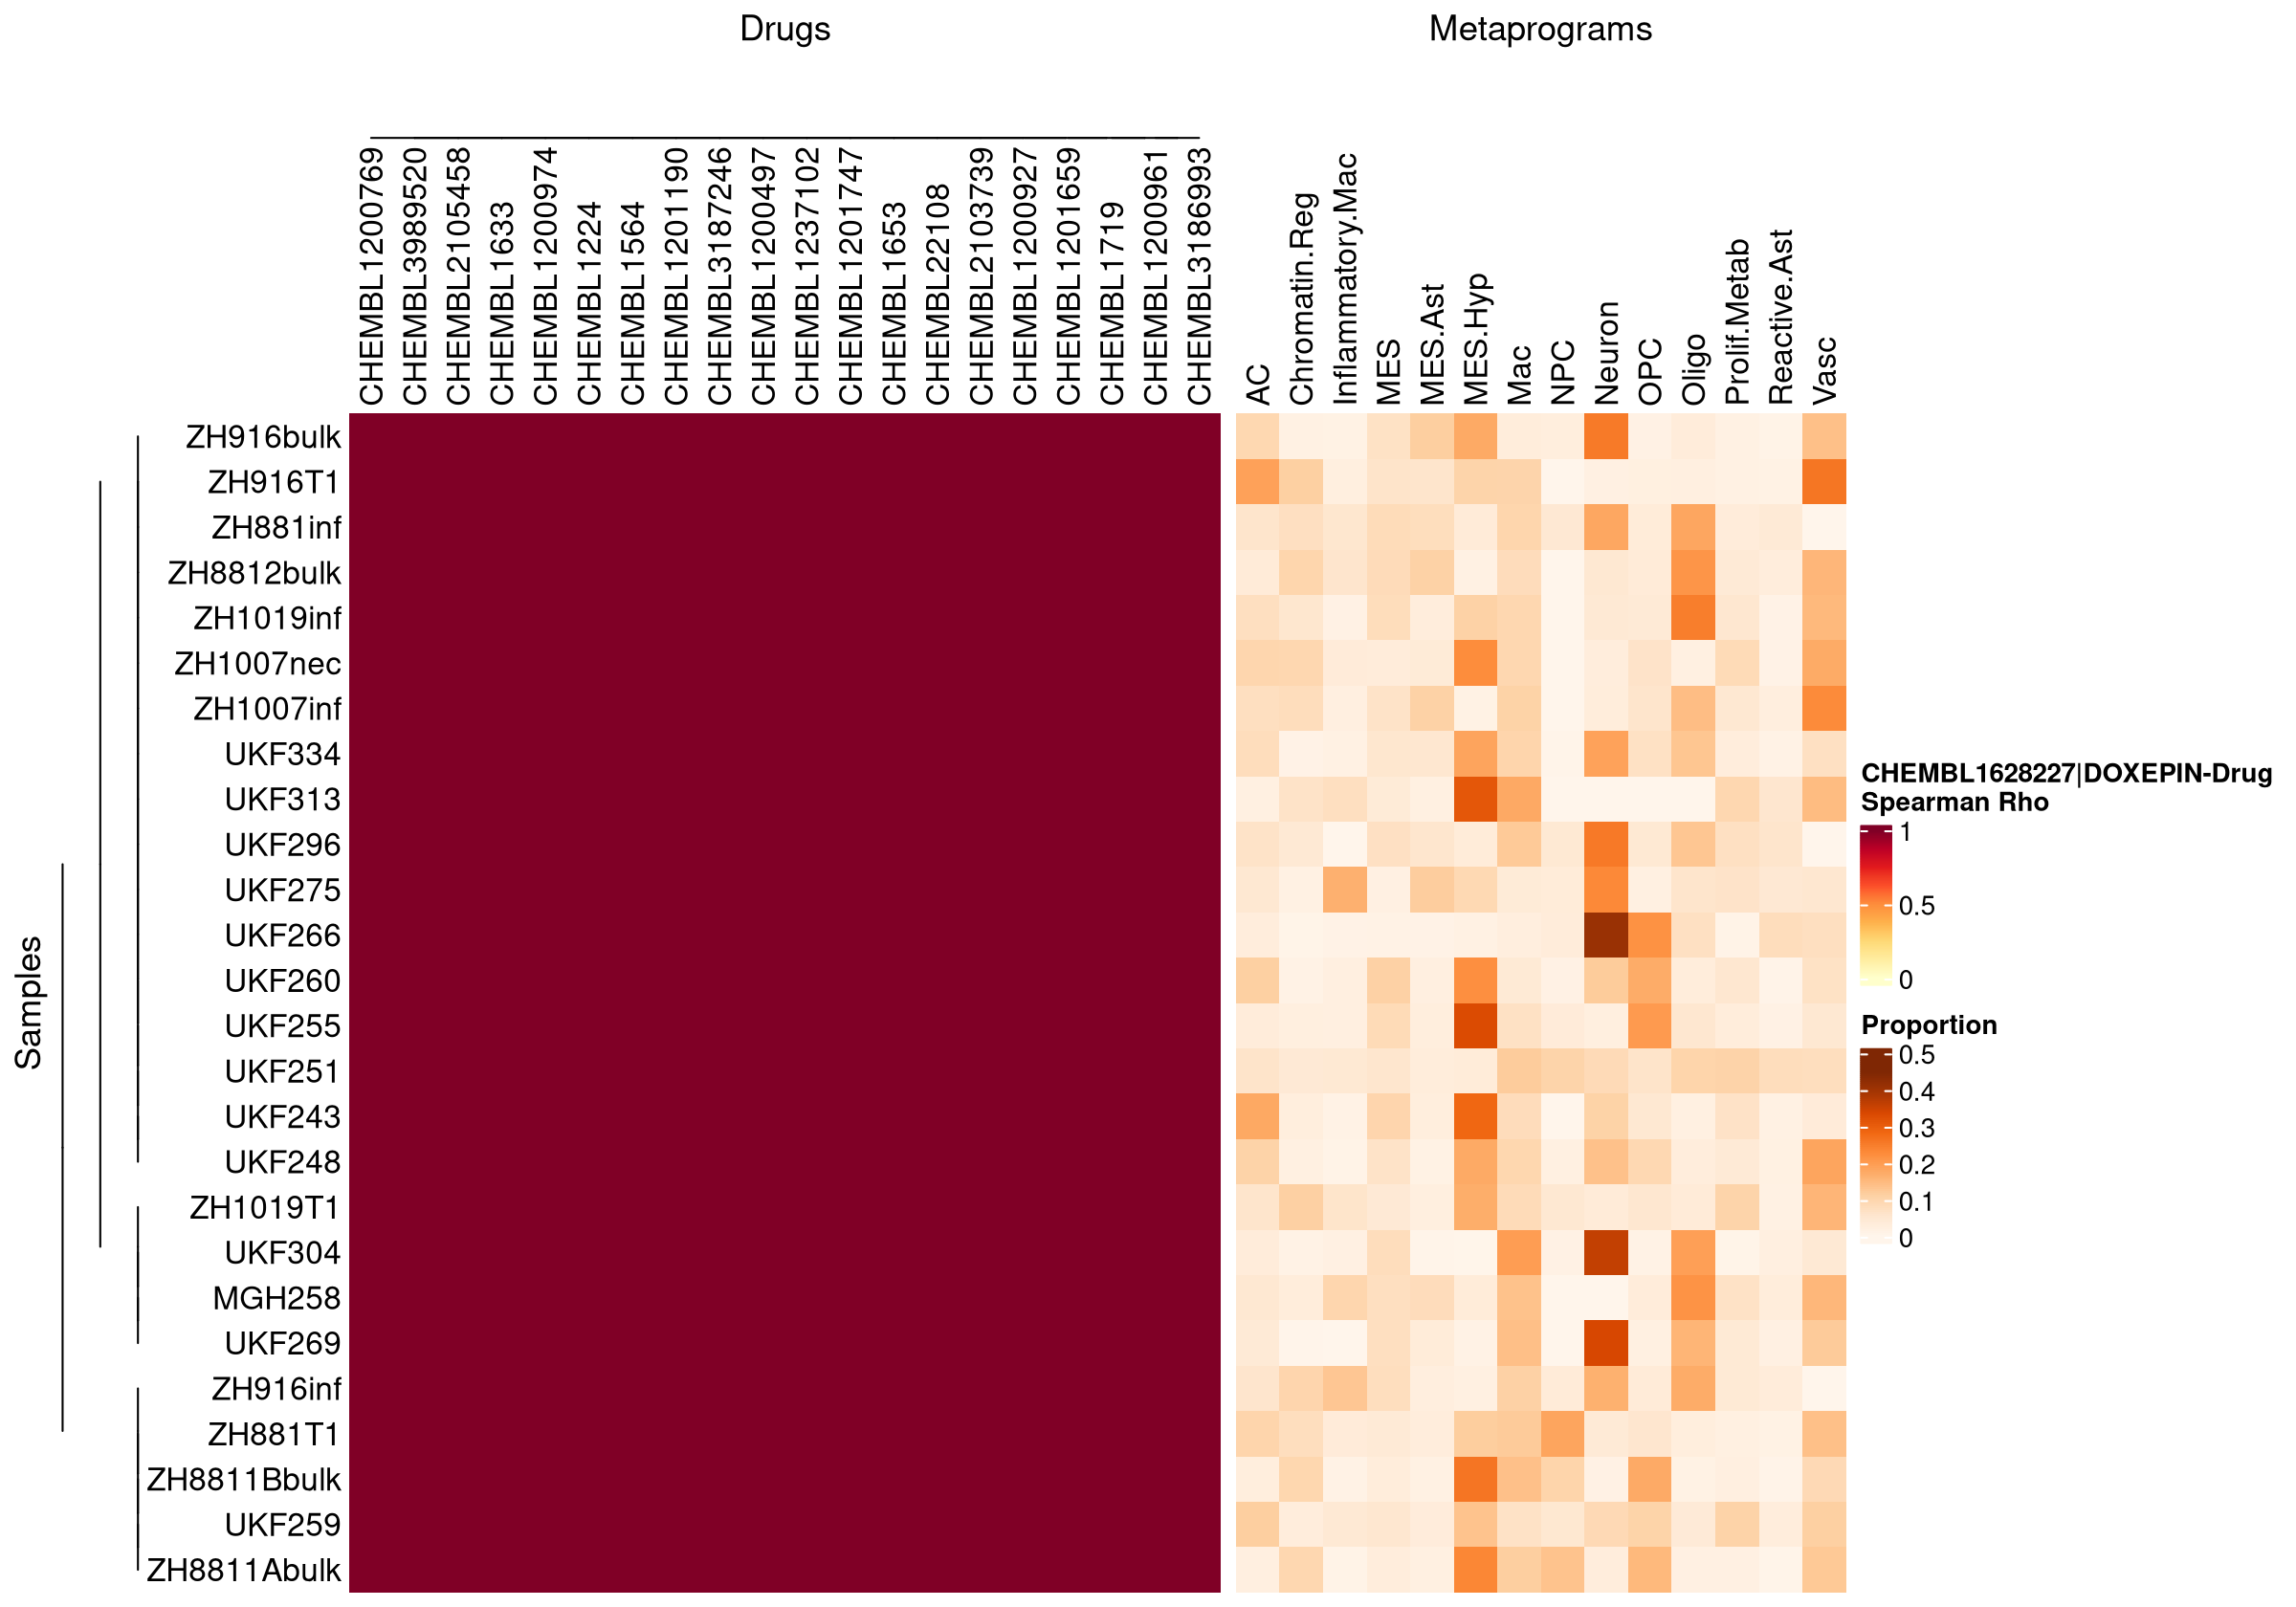 Drugs
Metaprograms
CHEMBL1200769
CHEMBL3989520
CHEMBL2105458
CHEMBL1633
CHEMBL1200974
CHEMBL1224
CHEMBL1564
CHEMBL1201190
CHEMBL3187246
CHEMBL1200497
CHEMBL1237102
CHEMBL1201747
CHEMBL1653
CHEMBL22108
CHEMBL2103739
CHEMBL1200927
CHEMBL1201659
CHEMBL1719
CHEMBL1200961
CHEMBL3186993
AC
Chromatin.Reg
Inflammatory.Mac
MES
MES.Ast
MES.Hyp
Mac
NPC
Neuron
OPC
Oligo
Prolif.Metab
Reactive.Ast
Vasc
Samples
ZH916bulk
ZH916T1
ZH881inf
ZH8812bulk
ZH1019inf
ZH1007nec
ZH1007inf
UKF334
UKF313
UKF296
UKF275
UKF266
UKF260
UKF255
UKF251
UKF243
UKF248
ZH1019T1
UKF304
MGH258
UKF269
ZH916inf
ZH881T1
ZH8811Bbulk
UKF259
ZH8811Abulk
CHEMBL1628227|DOXEPIN-Drug
Spearman Rho
1
0.5
0
Proportion
0.5
0.4
0.3
0.2
0.1
0